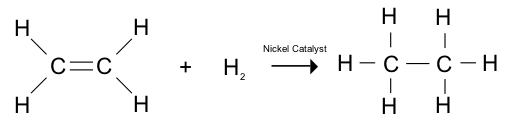 H H H H
Nickel Catalyst
C=C + H₂ H – C – C – H
H H H H